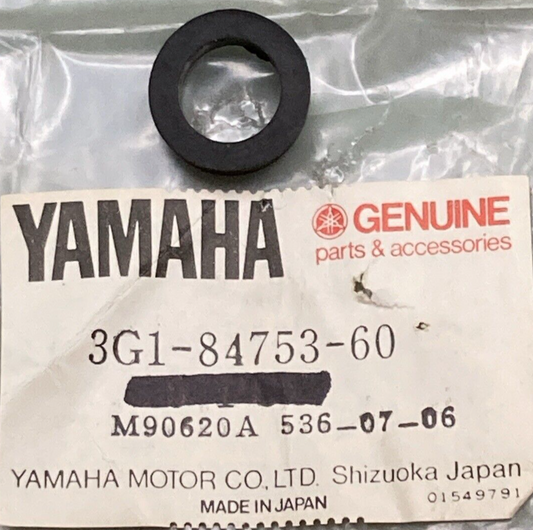 YAMAHA
GENUINE
parts & accessories
3G1-84753-60
M90620A 536-07-06
YAMAHA MOTOR CO.,LTD. Shizuoka Japan
MADE IN JAPAN
01549791